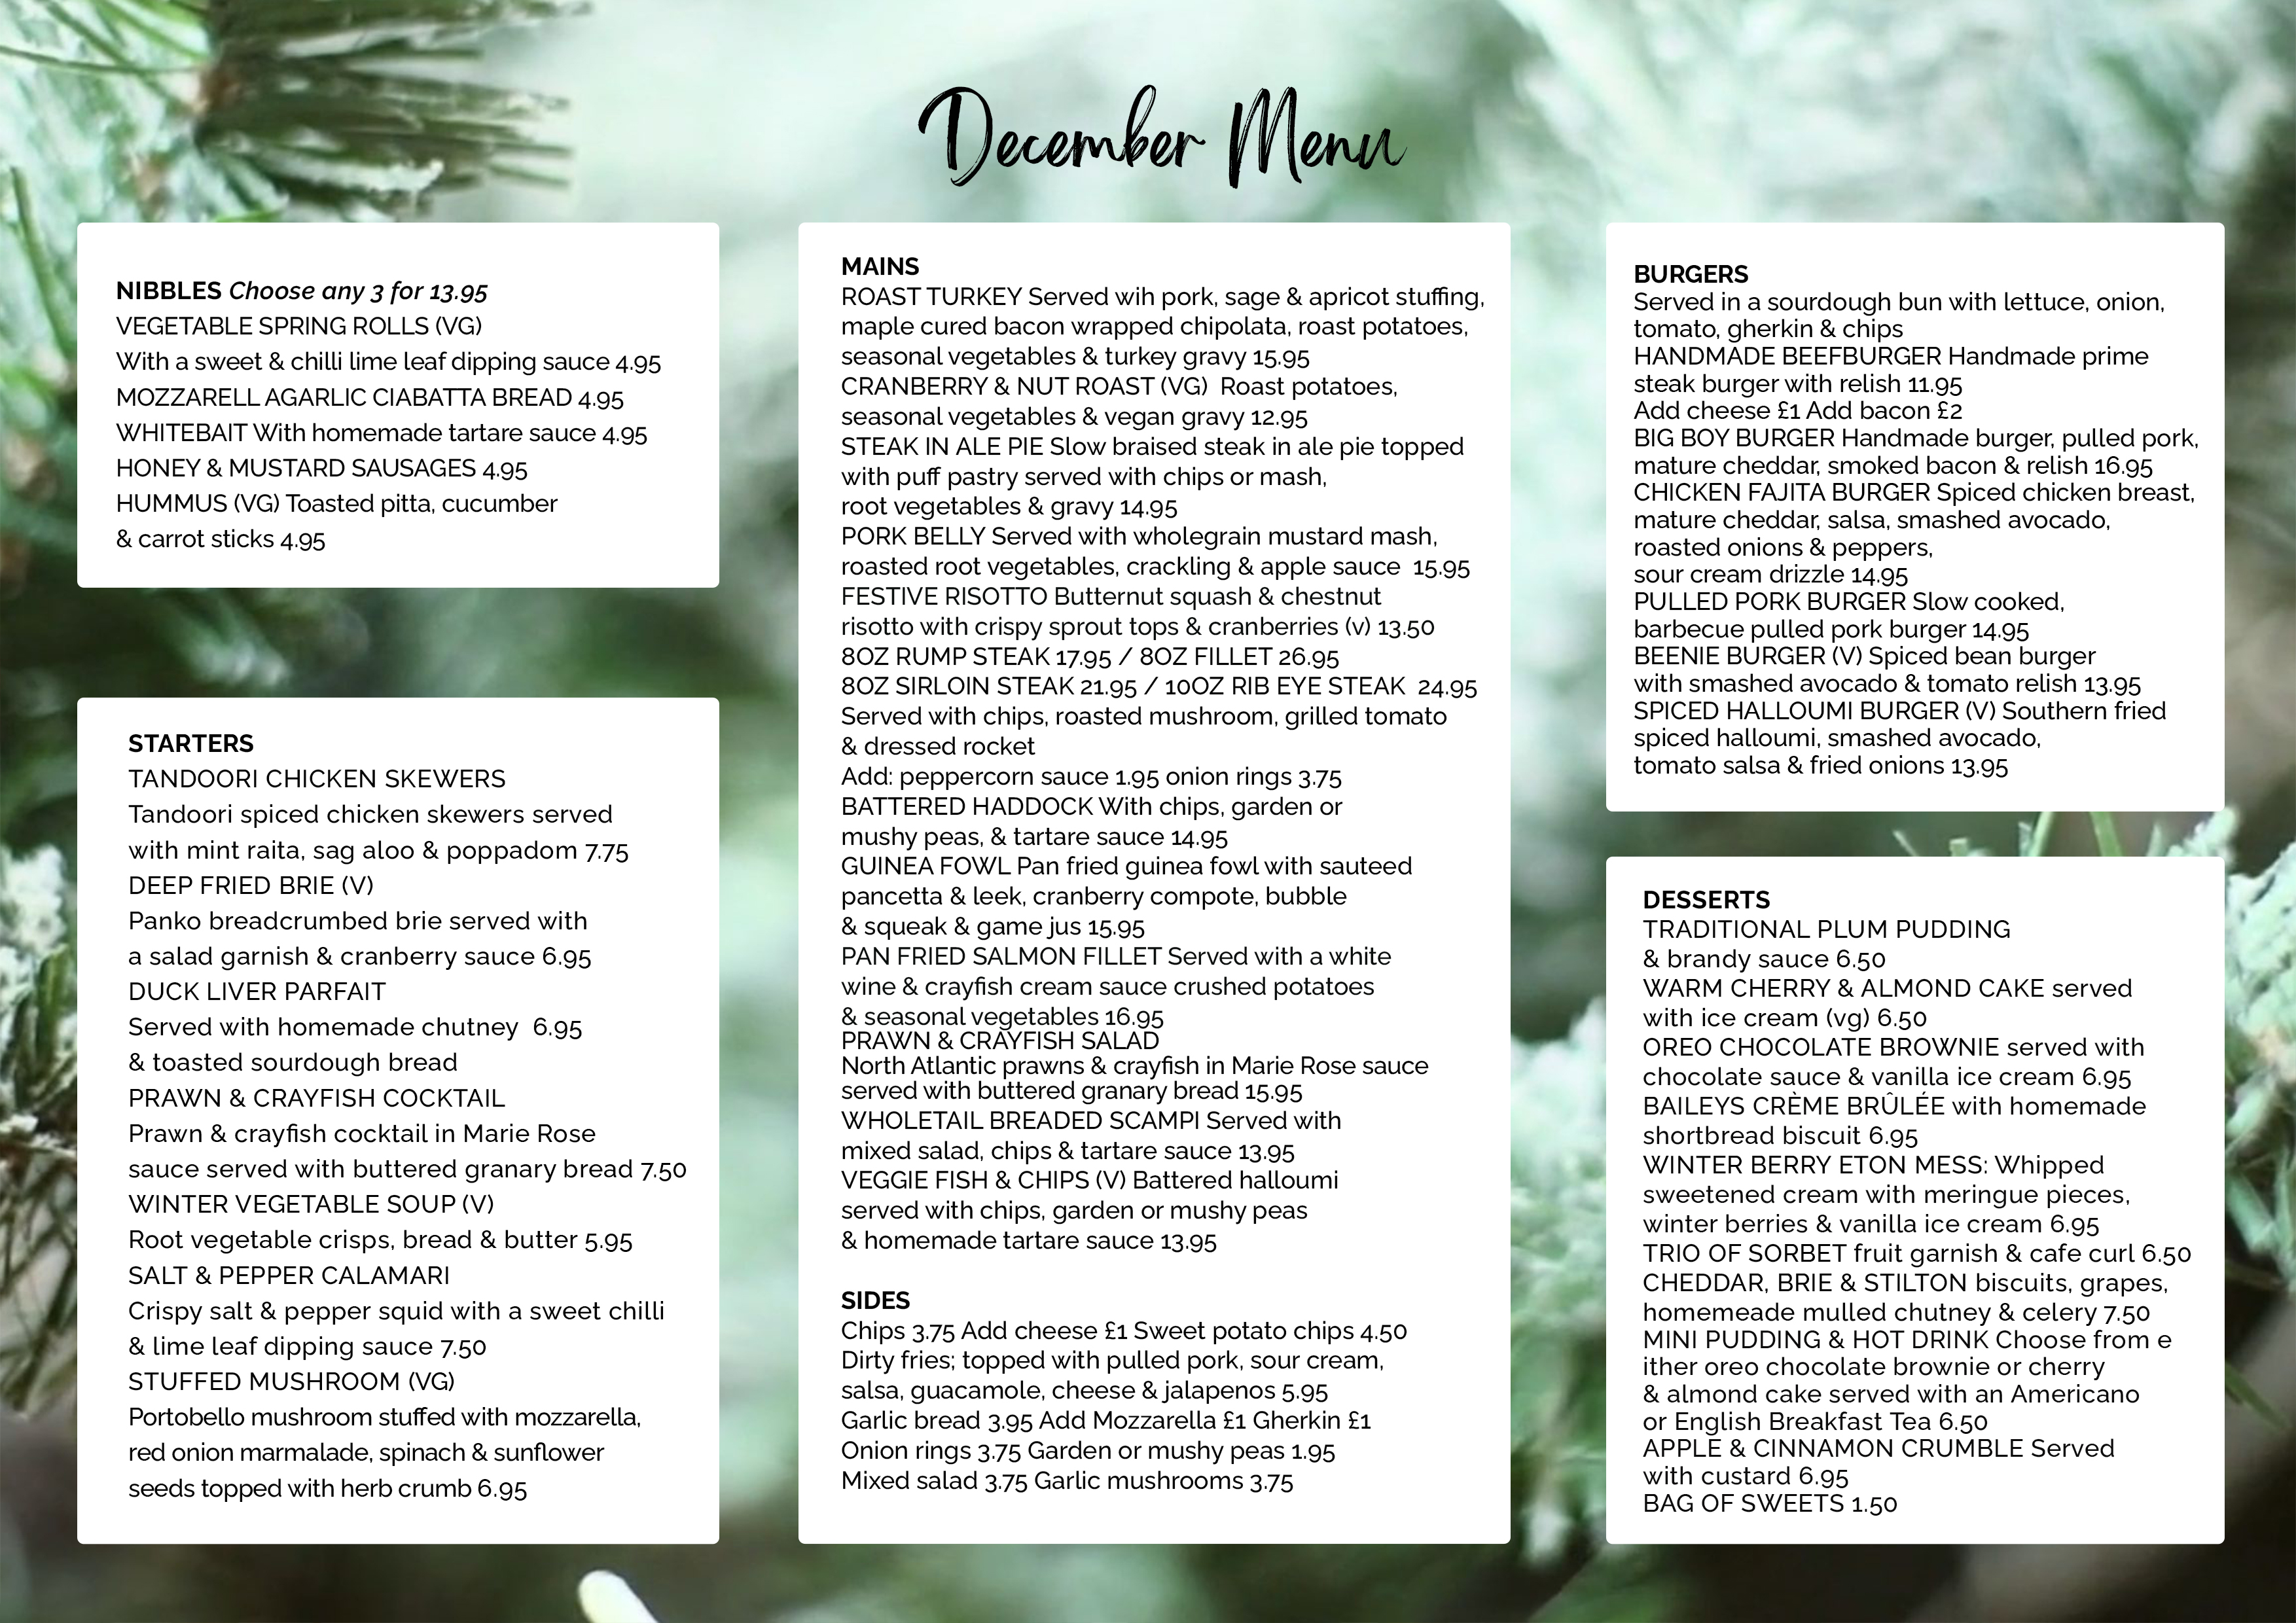 December Menu
NIBBLES Choose any 3 for 13.95
VEGETABLE SPRING ROLLS (VG)
With a sweet & chilli lime leaf dipping sauce 4.95
MOZZARELL AGARLIC CIABATTA BREAD 4.95
WHITEBAIT With homemade tartare sauce 4.95
HONEY & MUSTARD SAUSAGES 4.95
HUMMUS (VG) Toasted pitta, cucumber
& carrot sticks 4.95
STARTERS
TANDOORI CHICKEN SKEWERS
Tandoori spiced chicken skewers served
with mint raita, sag aloo & poppadom 7.75
DEEP FRIED BRIE (V)
Panko breadcrumbed brie served with
a salad garnish & cranberry sauce 6.95
DUCK LIVER PARFAIT
Served with homemade chutney 6.95
& toasted sourdough bread
PRAWN & CRAYFISH COCKTAIL
Prawn & crayfish cocktail in Marie Rose
sauce served with buttered granary bread 7.50
WINTER VEGETABLE SOUP (V)
Root vegetable crisps, bread & butter 5.95
SALT & PEPPER CALAMARI
Crispy salt & pepper squid with a sweet chilli
& lime leaf dipping sauce 7.50
STUFFED MUSHROOM (VG)
Portobello mushroom stuffed with mozzarella,
red onion marmalade, spinach & sunflower
seeds topped with herb crumb 6.95
MAINS
ROAST TURKEY Served wih pork, sage & apricot stuffing,
maple cured bacon wrapped chipolata, roast potatoes,
seasonal vegetables & turkey gravy 15.95
CRANBERRY & NUT ROAST (VG) Roast potatoes,
seasonal vegetables & vegan gravy 12.95
STEAK IN ALE PIE Slow braised steak in ale pie topped
with puff pastry served with chips or mash,
root vegetables & gravy 14.95
PORK BELLY Served with wholegrain mustard mash,
roasted root vegetables, crackling & apple sauce 15.95
FESTIVE RISOTTO Butternut squash & chestnut
risotto with crispy sprout tops & cranberries (v) 13.50
8OZ RUMP STEAK 17.95 / 8OZ FILLET 26.95
8OZ SIRLOIN STEAK 21.95 / 10OZ RIB EYE STEAK 24.95
Served with chips, roasted mushroom, grilled tomato
& dressed rocket
Add: peppercorn sauce 1.95 onion rings 3.75
BATTERED HADDOCK With chips, garden or
mushy peas, & tartare sauce 14.95
GUINEA FOWL Pan fried guinea fowl with sauteed
pancetta & leek, cranberry compote, bubble
& squeak & game jus 15.95
PAN FRIED SALMON FILLET Served with a white
wine & crayfish cream sauce crushed potatoes
& seasonal vegetables 16.95
PRAWN & CRAYFISH SALAD
North Atlantic prawns & crayfish in Marie Rose sauce
served with buttered granary bread 15.95
WHOLETAIL BREADED SCAMPI Served with
mixed salad, chips & tartare sauce 13.95
VEGGIE FISH & CHIPS (V) Battered halloumi
served with chips, garden or mushy peas
& homemade tartare sauce 13.95
SIDES
Chips 3.75 Add cheese £1 Sweet potato chips 4.50
Dirty fries; topped with pulled pork, sour cream,
salsa, guacamole, cheese & jalapenos 5.95
Garlic bread 3.95 Add Mozzarella £1 Gherkin £1
Onion rings 3.75 Garden or mushy peas 1.95
Mixed salad 3.75 Garlic mushrooms 3.75
BURGERS
Served in a sourdough bun with lettuce, onion,
tomato, gherkin & chips
HANDMADE BEEFBURGER Handmade prime
steak burger with relish 11.95
Add cheese £1 Add bacon £2
BIG BOY BURGER Handmade burger, pulled pork,
mature cheddar, smoked bacon & relish 16.95
CHICKEN FAJITA BURGER Spiced chicken breast,
mature cheddar, salsa, smashed avocado,
roasted onions & peppers,
sour cream drizzle 14.95
PULLED PORK BURGER Slow cooked,
barbecue pulled pork burger 14.95
BEENIE BURGER (V) Spiced bean burger
with smashed avocado & tomato relish 13.95
SPICED HALLOUMI BURGER (V) Southern fried
spiced halloumi, smashed avocado,
tomato salsa & fried onions 13.95
DESSERTS
TRADITIONAL PLUM PUDDING
& brandy sauce 6.50
WARM CHERRY & ALMOND CAKE served
with ice cream (vg) 6.50
OREO CHOCOLATE BROWNIE served with
chocolate sauce & vanilla ice cream 6.95
BAILEYS CRÈME BRÛLÉE with homemade
shortbread biscuit 6.95
WINTER BERRY ETON MESS: Whipped
sweetened cream with meringue pieces,
winter berries & vanilla ice cream 6.95
TRIO OF SORBET fruit garnish & cafe curl 6.50
CHEDDAR, BRIE & STILTON biscuits, grapes,
homemeade mulled chutney & celery 7.50
MINI PUDDING & HOT DRINK Choose from e
ither oreo chocolate brownie or cherry
& almond cake served with an Americano
or English Breakfast Tea 6.50
APPLE & CINNAMON CRUMBLE Served
with custard 6.95
BAG OF SWEETS 1.50